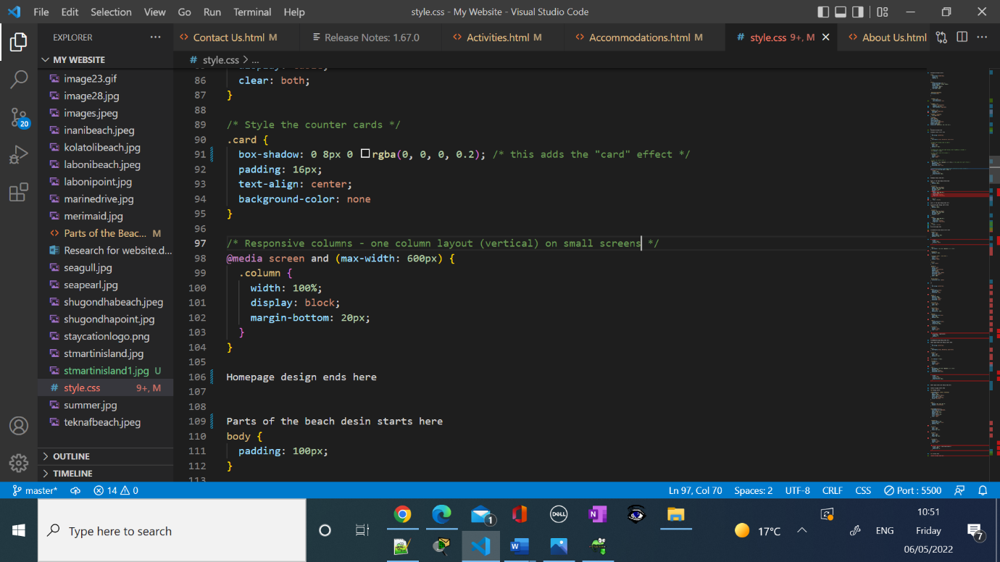 File Edit Selection View Go Run Terminal Help
style.css - My Website - Visual Studio Code
EXPLORER
Contact Us.html M
Release Notes: 1.67.0
Activities.html M
Accommodations.html M
# style.css 9+, M
About Us.html
MY WEBSITE
# style.css > ...
20
image23.gif
image28.jpg
images.jpeg
inanibeach.jpeg
kolatolibeach.jpg
labonibeach.jpeg
labonipoint.jpg
marinedrive.jpg
merimaid.jpg
Parts of the Beac... M
Research for website.d...
seagull.jpg
seapearl.jpg
shugondhabeach.jpeg
shugondhapoint.jpg
staycationlogo.png
stmartinisland.jpg
stmartinisland1.jpg U
# style.css 9+, M
summer.jpg
teknafbeach.jpeg
OUTLINE
TIMELINE
86 clear: both;
87 }
88
89 /* Style the counter cards */
90 .card {
91 box-shadow: 0 8px 0 rgba(0, 0, 0, 0.2); /* this adds the "card" effect */
92 padding: 16px;
93 text-align: center;
94 background-color: none
95 }
96
97 /* Responsive columns - one column layout (vertical) on small screens */
98 @media screen and (max-width: 600px) {
99 .column {
100 width: 100%;
101 display: block;
102 margin-bottom: 20px;
103 }
104 }
105
106 Homepage design ends here
107
108
109 Parts of the beach desin starts here
110 body {
111 padding: 100px;
112 }
113
master* 14 0
Ln 97, Col 70 Spaces: 2 UTF-8 CRLF CSS Port : 5500
Type here to search
1
DELL
17°C
ENG
10:51
Friday
06/05/2022
7